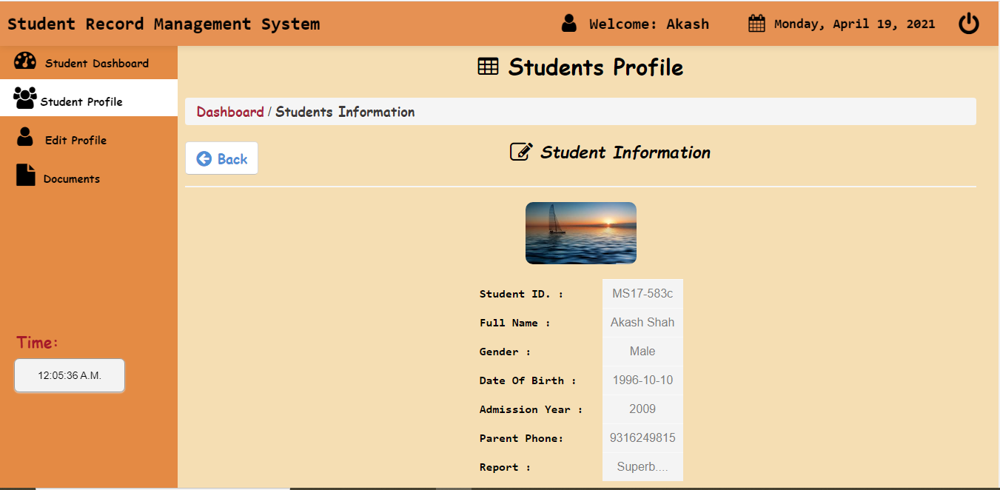 Student Record Management System
Welcome: Akash
Monday, April 19, 2021
Student Dashboard
Student Profile
Edit Profile
Documents
Time:
12:05:36 A.M.
Students Profile
Dashboard / Students Information
Back
Student Information
Student ID. : MS17-583c
Full Name : Akash Shah
Gender : Male
Date Of Birth : 1996-10-10
Admission Year : 2009
Parent Phone: 9316249815
Report : Superb....